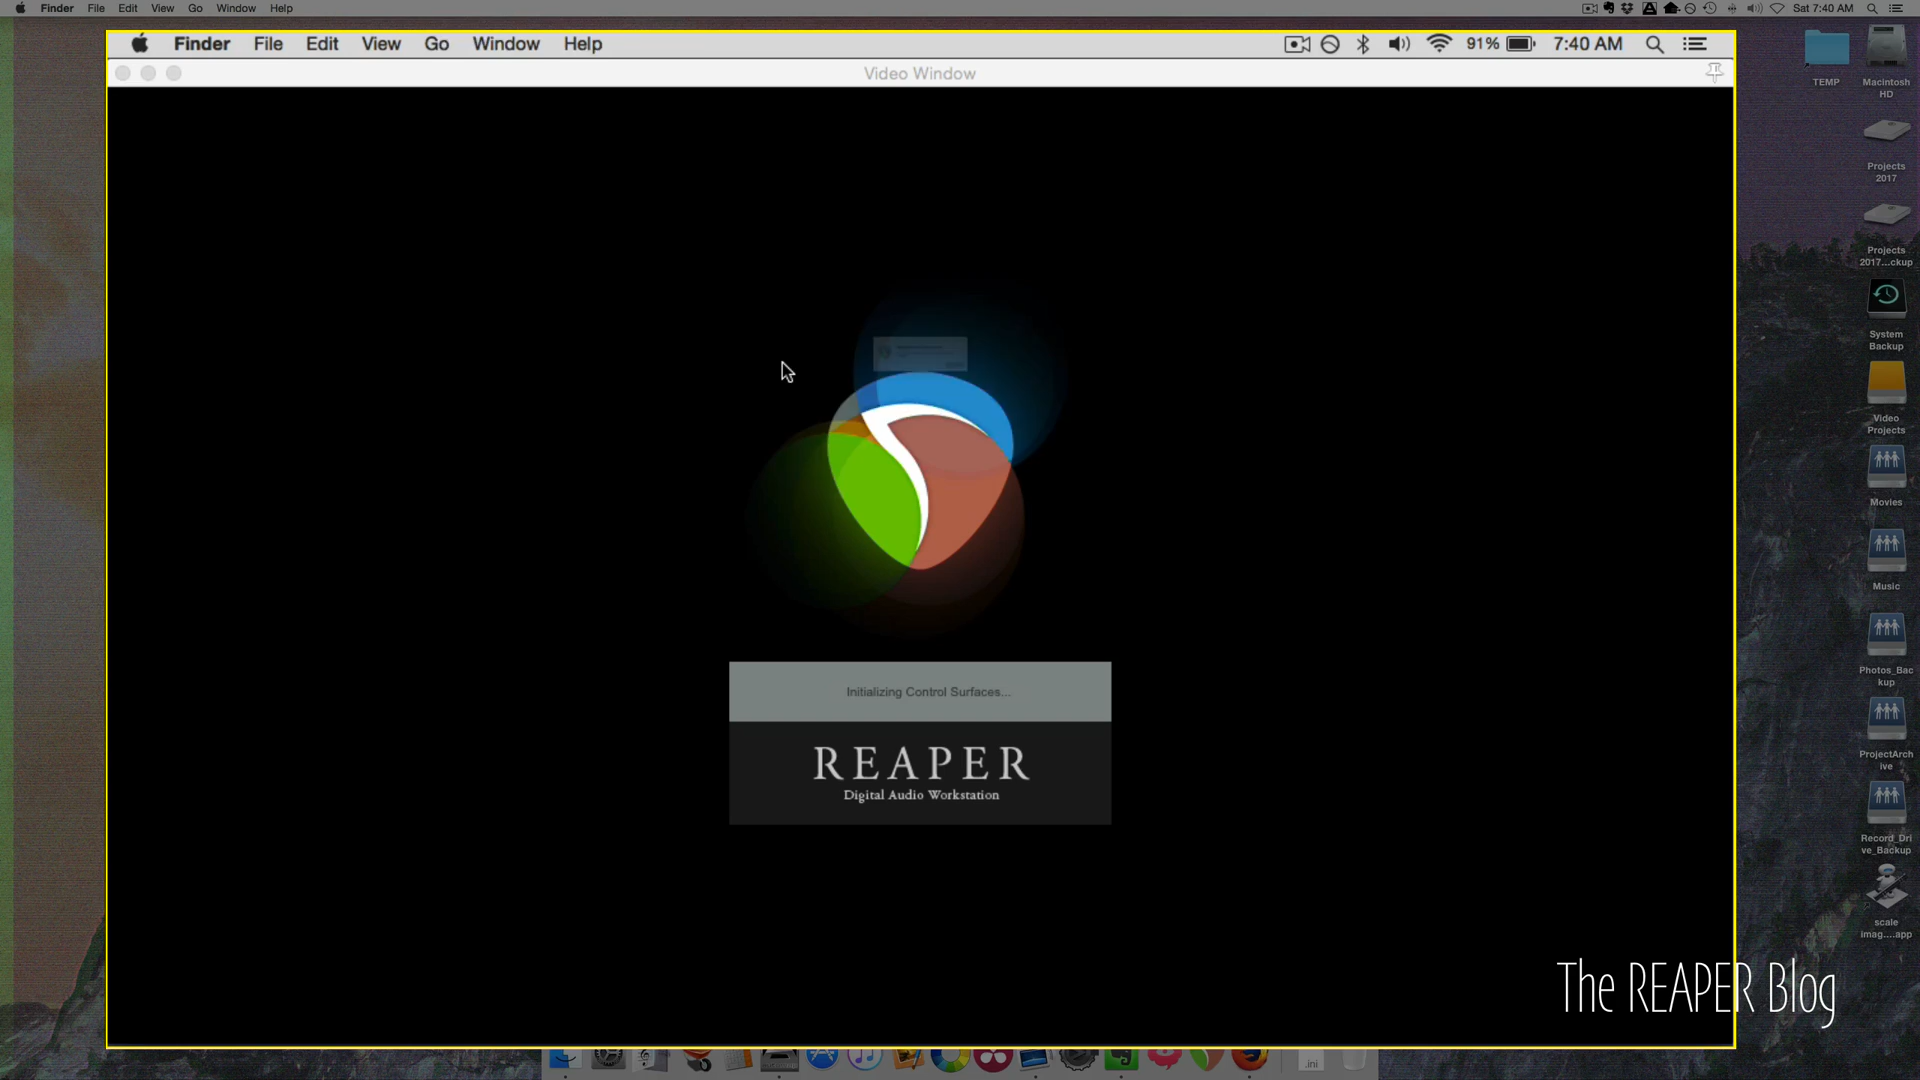 Finder File Edit View Go Window Help
Sat 7:40 AM
Finder File Edit View Go Window Help
91% 7:40 AM
Video Window
TEMP
Macintosh
HD
Projects
2017
Projects
2017...ckup
System
Backup
Video
Projects
Movies
Music
Photos_Bac
kup
ProjectArch
ive
Record_Dri
ve_Backup
scale
imag....app
Initializing Control Surfaces...
REAPER
Digital Audio Workstation
The REAPER Blog
.ini